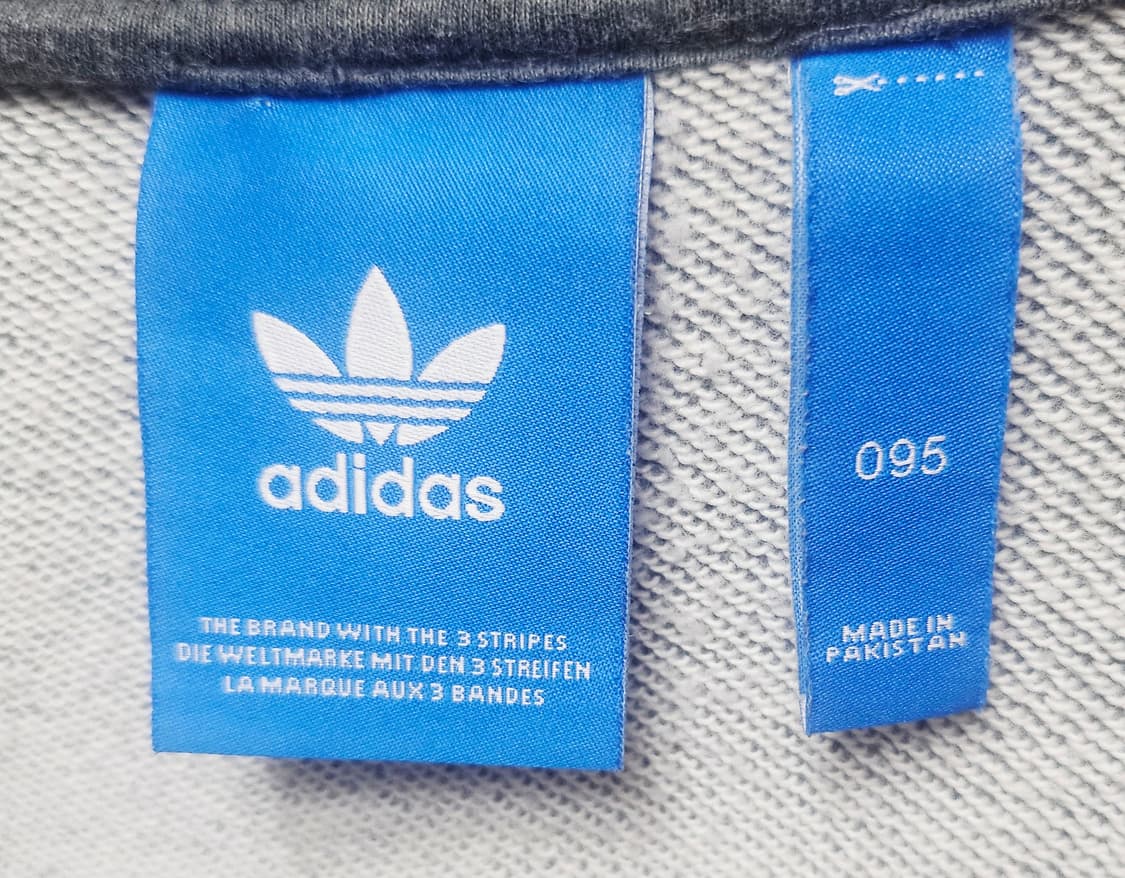 adidas
THE BRAND WITH THE 3 STRIPES
DIE WELTMARKE MIT DEN 3 STREIFEN
LA MARQUE AUX 3 BANDES
095
MADE IN
PAKISTAN